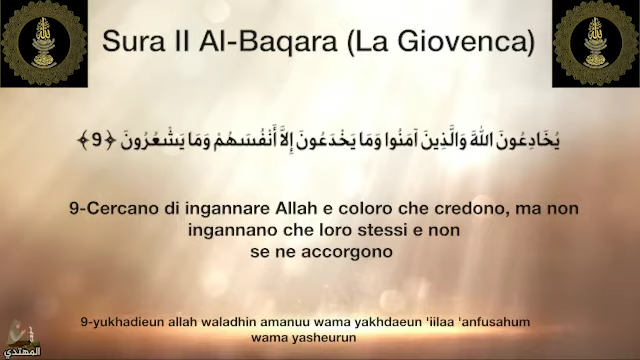 Sura II Al-Baqara (La Giovenca)
يُخَادِعُونَ اللهَ وَالَّذِينَ آمَنُوا وَمَا يَخْدَعُونَ إِلاَّ أَنْفُسَهُمْ وَمَا يَشْعُرُونَ ﴿9﴾
9-Cercano di ingannare Allah e coloro che credono, ma non
ingannano che loro stessi e non
se ne accorgono
9-yukhadieun allah waladhin amanuu wama yakhdaeun 'iilaa 'anfusahum
wama yasheurun
المهتدي